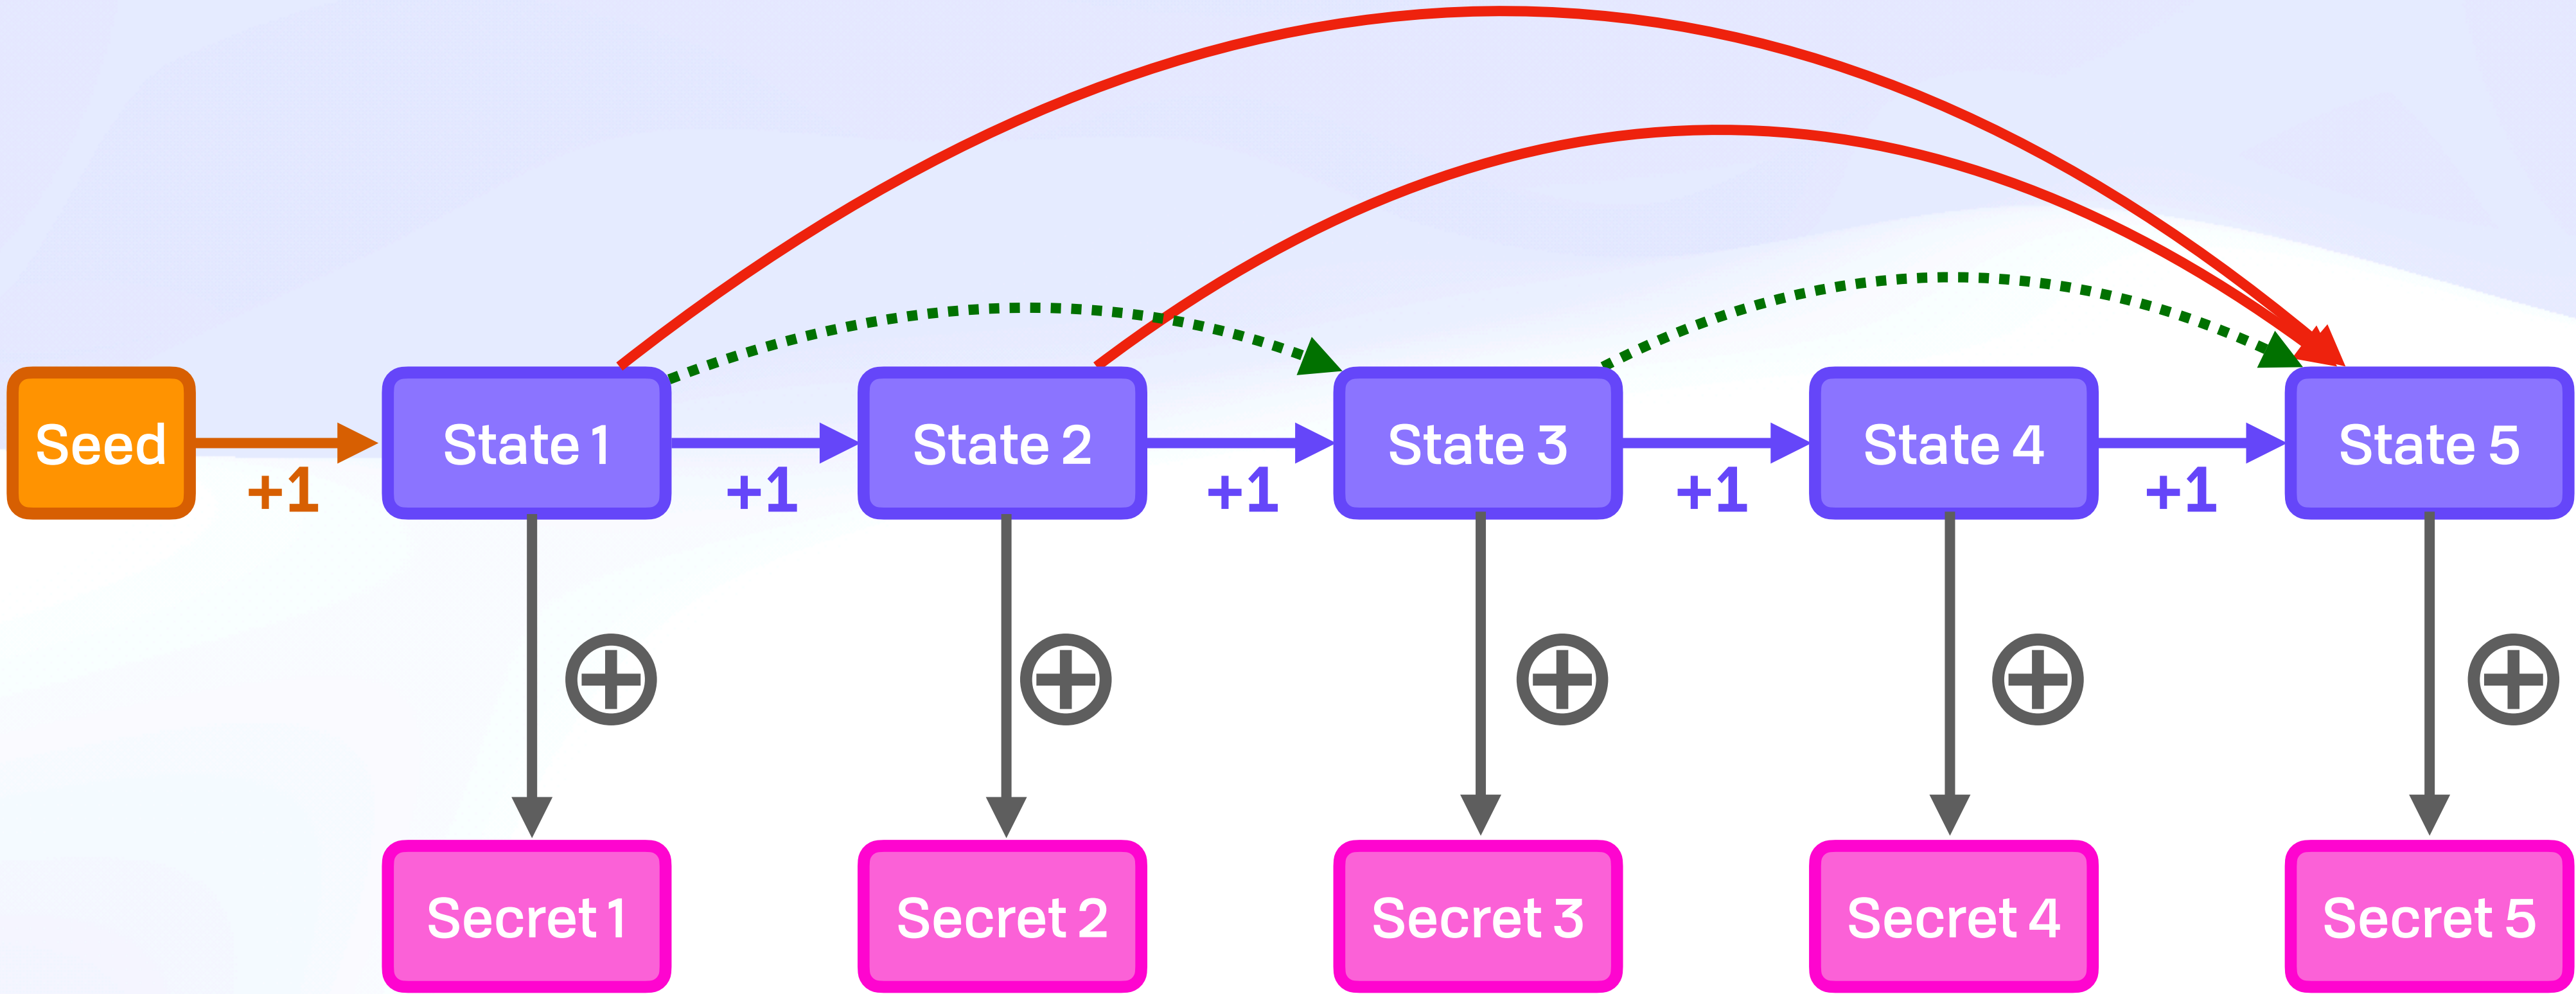 Seed
+1
State 1
+1
State 2
+1
State 3
+1
State 4
+1
State 5
Secret 1
Secret 2
Secret 3
Secret 4
Secret 5